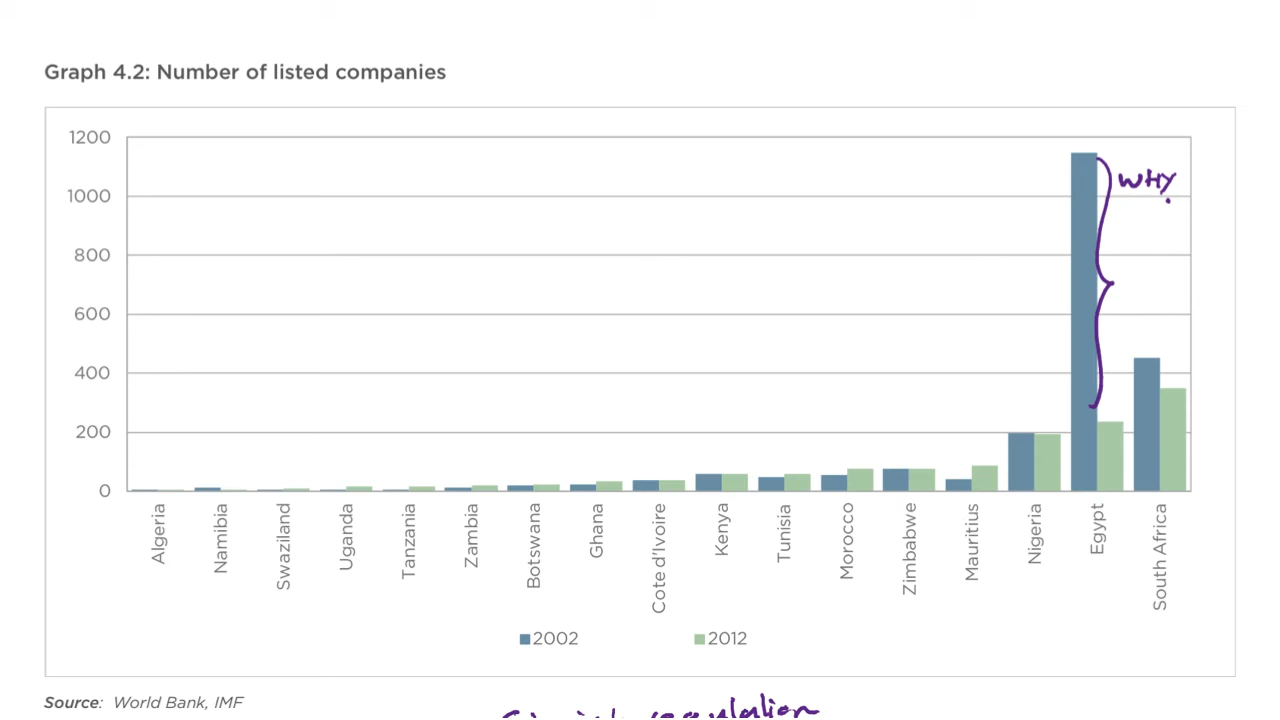 Graph 4.2: Number of listed companies
1200
1000
800
600
400
200
0
WHY?
Algeria
Namibia
Swaziland
Uganda
Tanzania
Zambia
Botswana
Ghana
Cote d'Ivoire
Kenya
Tunisia
Morocco
Zimbabwe
Mauritius
Nigeria
Egypt
South Africa
2002 2012
Source: World Bank, IMF
regulation